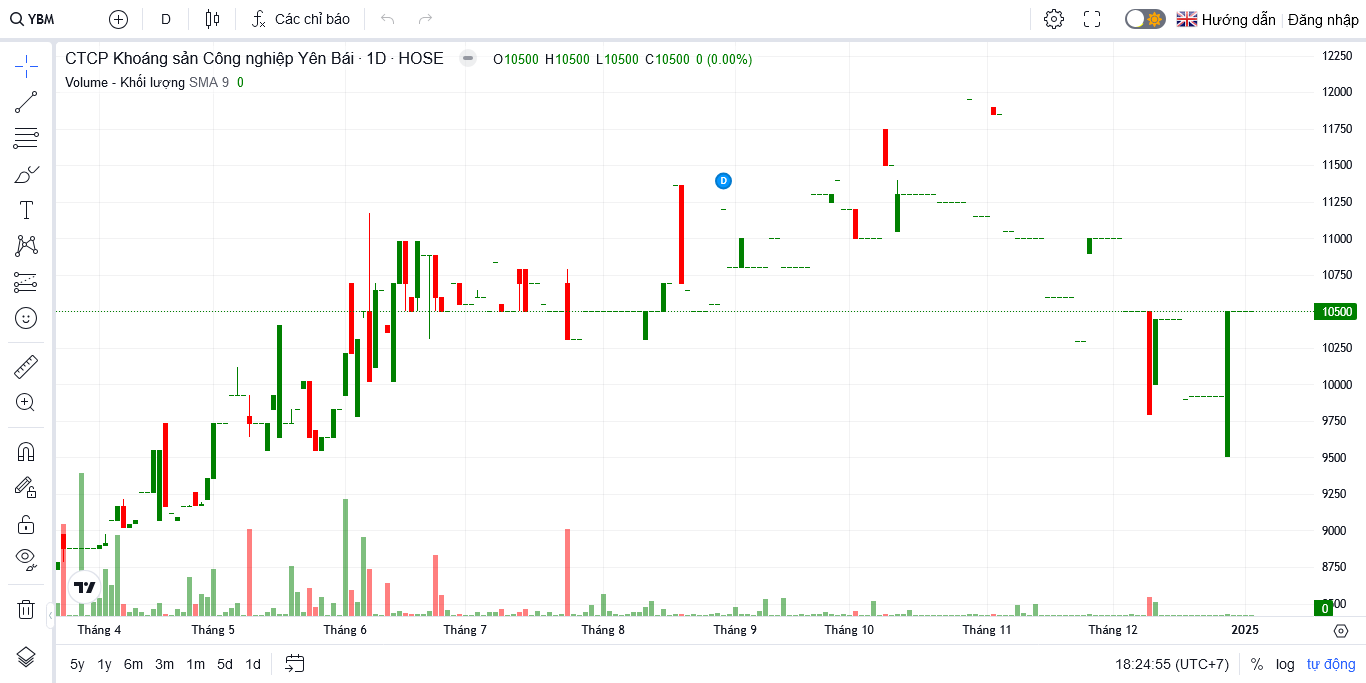 YBM D Các chỉ báo Hướng dẫn Đăng nhập
CTCP Khoáng sản Công nghiệp Yên Bái · 1D · HOSE O10500 H10500 L10500 C10500 0 (0.00%)
Volume - Khối lượng SMA 9 0
12250
12000
11750
11500
D
11250
11000
10750
10500
10250
10000
9750
9500
9250
9000
8750
0
Tháng 4 Tháng 5 Tháng 6 Tháng 7 Tháng 8 Tháng 9 Tháng 10 Tháng 11 Tháng 12 2025
5y 1y 6m 3m 1m 5d 1d 18:24:55 (UTC+7) % log tự động